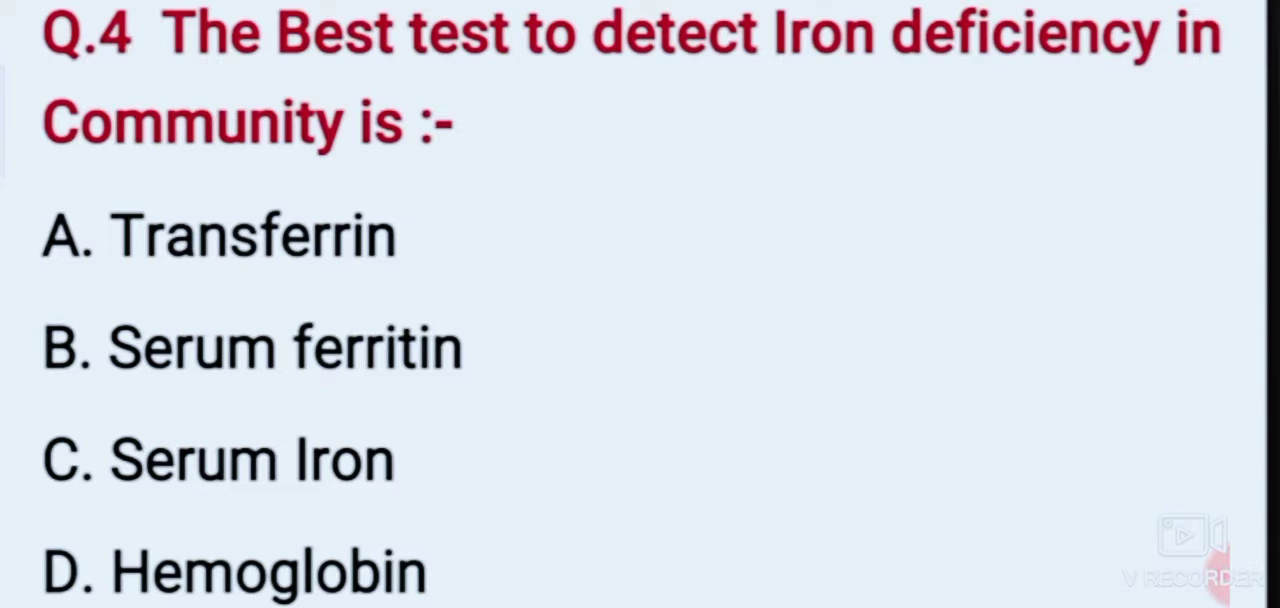 Q.4 The Best test to detect Iron deficiency in
Community is :-
A. Transferrin
B. Serum ferritin
C. Serum Iron
D. Hemoglobin
V RECORDER